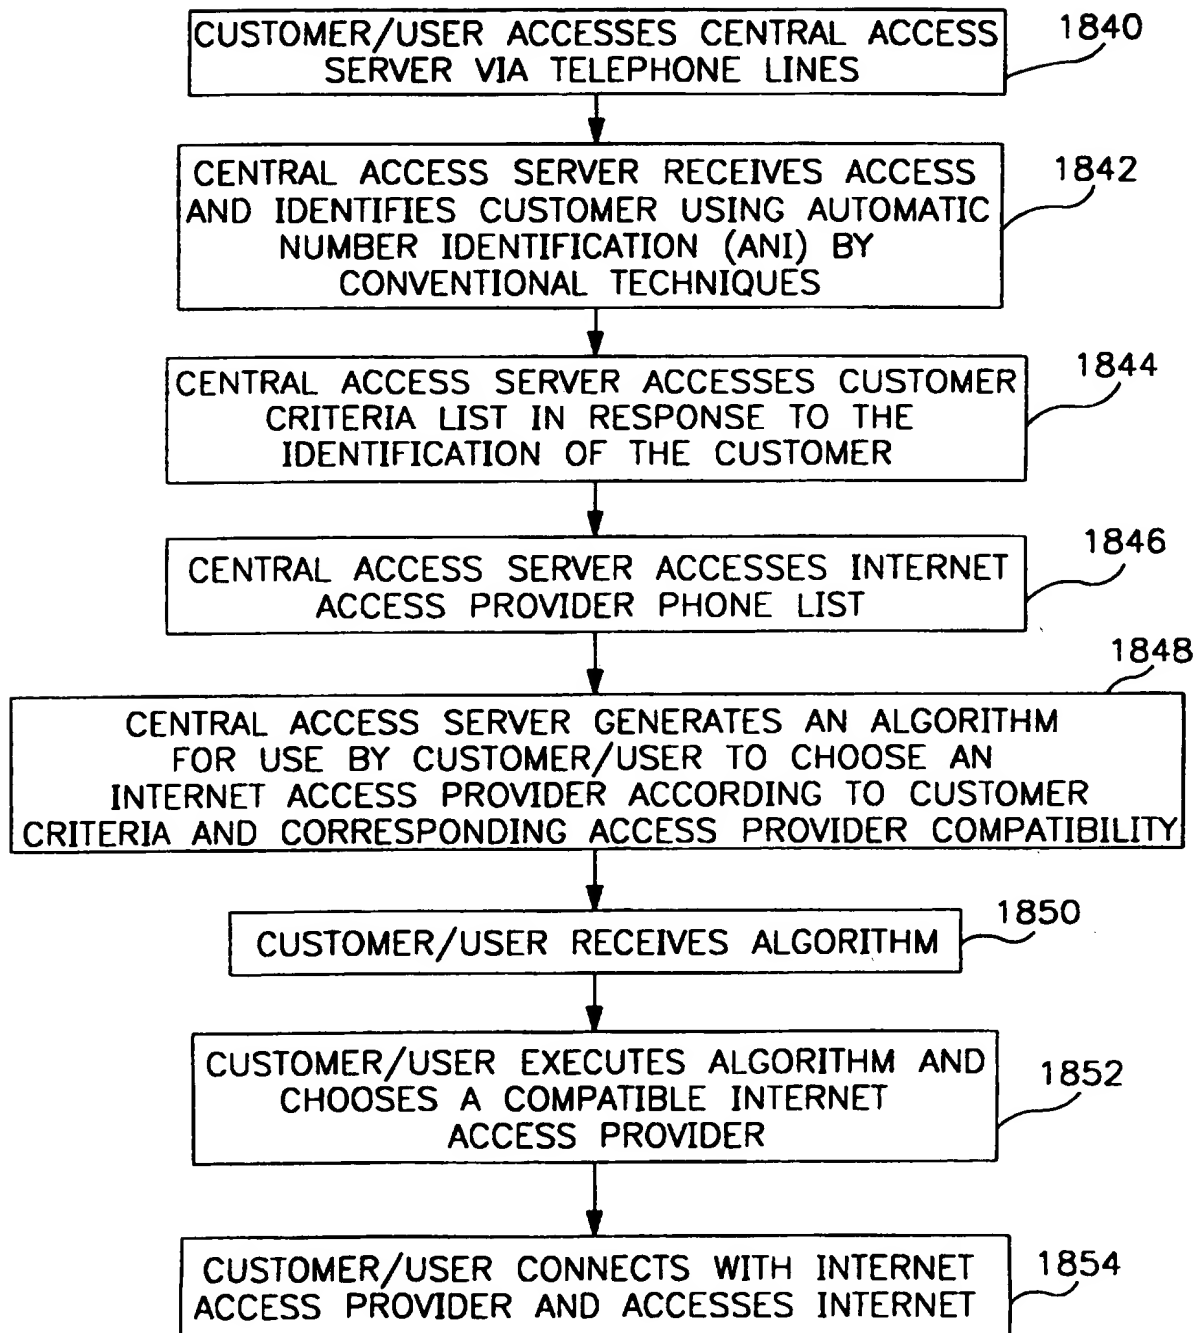 CUSTOMER/USER ACCESSES CENTRAL ACCESS
SERVER VIA TELEPHONE LINES
1840
CENTRAL ACCESS SERVER RECEIVES ACCESS
AND IDENTIFIES CUSTOMER USING AUTOMATIC
NUMBER IDENTIFICATION (ANI) BY
CONVENTIONAL TECHNIQUES
1842
CENTRAL ACCESS SERVER ACCESSES CUSTOMER
CRITERIA LIST IN RESPONSE TO THE
IDENTIFICATION OF THE CUSTOMER
1844
CENTRAL ACCESS SERVER ACCESSES INTERNET
ACCESS PROVIDER PHONE LIST
1846
CENTRAL ACCESS SERVER GENERATES AN ALGORITHM
FOR USE BY CUSTOMER/USER TO CHOOSE AN
INTERNET ACCESS PROVIDER ACCORDING TO CUSTOMER
CRITERIA AND CORRESPONDING ACCESS PROVIDER COMPATIBILITY
1848
CUSTOMER/USER RECEIVES ALGORITHM
1850
CUSTOMER/USER EXECUTES ALGORITHM AND
CHOOSES A COMPATIBLE INTERNET
ACCESS PROVIDER
1852
CUSTOMER/USER CONNECTS WITH INTERNET
ACCESS PROVIDER AND ACCESSES INTERNET
1854